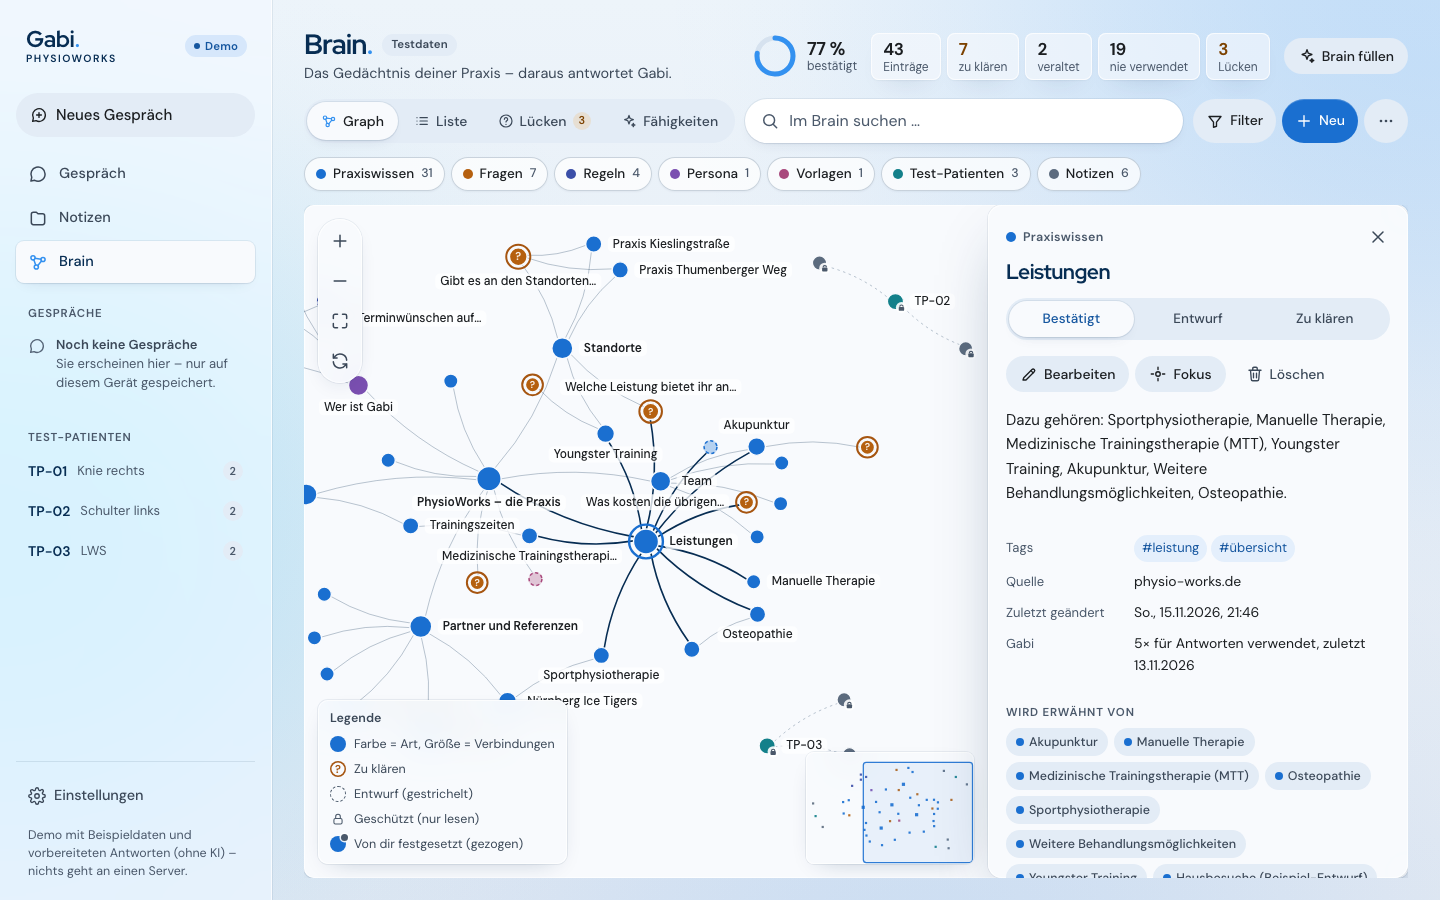 Gabi.
PHYSIOWORKS
Demo
Neues Gespräch
Gespräch
Notizen
Brain
GESPRÄCHE
Noch keine Gespräche
Sie erscheinen hier – nur auf
diesem Gerät gespeichert.
TEST-PATIENTEN
TP-01 Knie rechts 2
TP-02 Schulter links 2
TP-03 LWS 2
Einstellungen
Demo mit Beispieldaten und
vorbereiteten Antworten (ohne KI) –
nichts geht an einen Server.
Brain. Testdaten
Das Gedächtnis deiner Praxis – daraus antwortet Gabi.
77 % bestätigt
43 Einträge
7 zu klären
2 veraltet
19 nie verwendet
3 Lücken
Brain füllen
Graph Liste Lücken 3 Fähigkeiten
Im Brain suchen …
Filter
Neu
Praxiswissen 31
Fragen 7
Regeln 4
Persona 1
Vorlagen 1
Test-Patienten 3
Notizen 6
Praxis Kieslingstraße
Praxis Thumenberger Weg
Gibt es an den Standorten…
TP-02
Terminwünschen auf…
Standorte
Welche Leistung bietet ihr an…
Wer ist Gabi
Akupunktur
Youngster Training
Team
PhysioWorks – die Praxis
Was kosten die übrigen…
Trainingszeiten
Leistungen
Medizinische Trainingstherapi…
Manuelle Therapie
Partner und Referenzen
Osteopathie
Sportphysiotherapie
Nürnberg Ice Tigers
TP-03
Legende
Farbe = Art, Größe = Verbindungen
Zu klären
Entwurf (gestrichelt)
Geschützt (nur lesen)
Von dir festgesetzt (gezogen)
Praxiswissen
Leistungen
Bestätigt Entwurf Zu klären
Bearbeiten Fokus Löschen
Dazu gehören: Sportphysiotherapie, Manuelle Therapie,
Medizinische Trainingstherapie (MTT), Youngster
Training, Akupunktur, Weitere
Behandlungsmöglichkeiten, Osteopathie.
Tags #leistung #übersicht
Quelle physio-works.de
Zuletzt geändert So., 15.11.2026, 21:46
Gabi 5× für Antworten verwendet, zuletzt
13.11.2026
WIRD ERWÄHNT VON
Akupunktur Manuelle Therapie
Medizinische Trainingstherapie (MTT) Osteopathie
Sportphysiotherapie
Weitere Behandlungsmöglichkeiten
Youngster Training Hausbesuche (Beispiel-Entwurf)